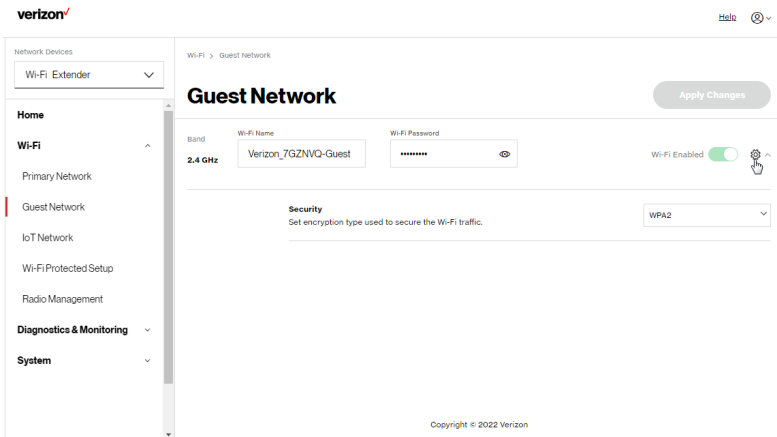 verizon✓
Help
Network Devices
Wi-Fi Extender
Home
Wi-Fi
Primary Network
Guest Network
IoT Network
Wi-Fi Protected Setup
Radio Management
Diagnostics & Monitoring
System
Wi-Fi > Guest Network
Guest Network
Apply Changes
Band
2.4 GHz
Wi-Fi Name
Verizon_7GZNVQ-Guest
Wi-Fi Password
•••••••••
Wi-Fi Enabled
Security
Set encryption type used to secure the Wi-Fi traffic.
WPA2
Copyright © 2022 Verizon